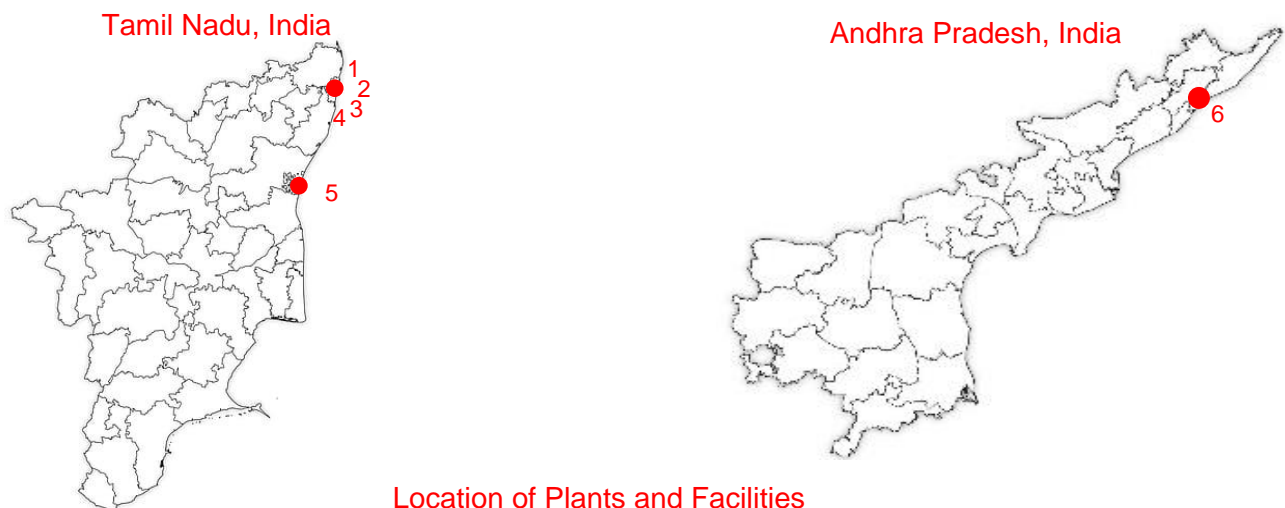 Tamil Nadu, India
Andhra Pradesh, India
1
2
3
4
5
6
Location of Plants and Facilities